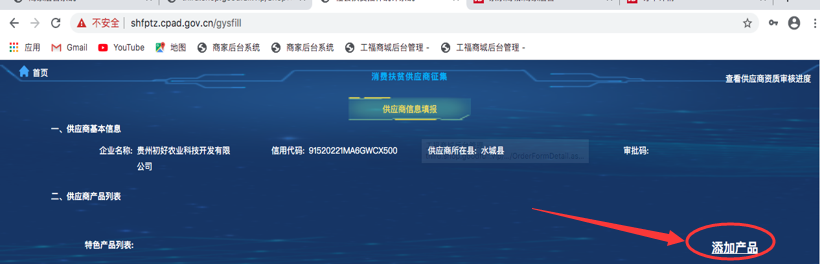 不安全 | shfptz.cpad.gov.cn/gysfill
应用 Gmail YouTube 地图 商家后台系统 商家后台系统 工福商城后台管理 - 工福商城后台管理 -
首页
消费扶贫供应商征集
查看供应商资质审核进度
供应商信息填报
一、供应商基本信息
企业名称: 贵州初好农业科技开发有限
公司
信用代码: 91520221MA6GWCX500
供应商所在县: 水城县
审批码:
二、供应商产品列表
特色产品列表:
添加产品